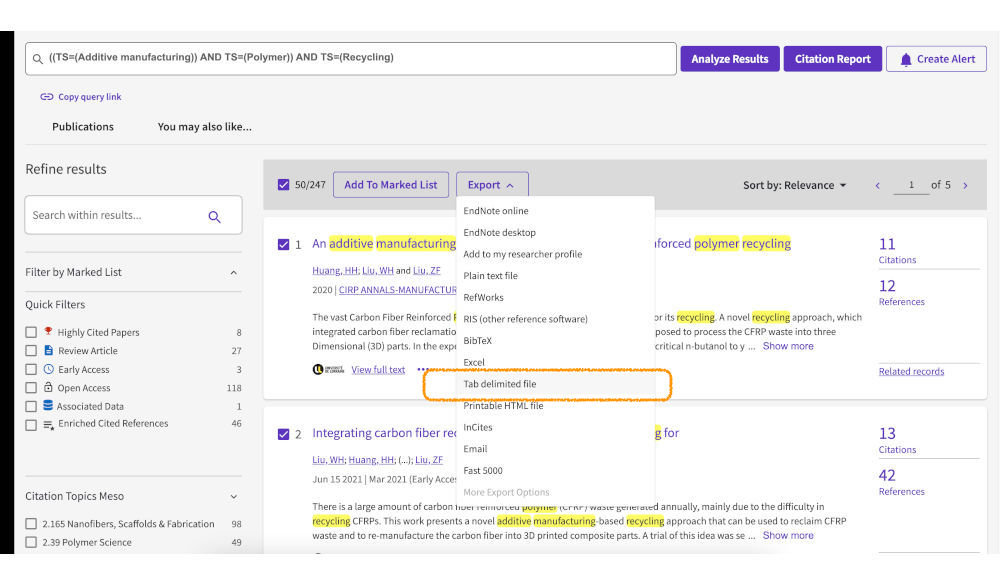 ((TS=(Additive manufacturing)) AND TS=(Polymer)) AND TS=(Recycling)
Analyze Results
Citation Report
Create Alert
Copy query link
Publications
You may also like...
Refine results
Search within results...
Filter by Marked List
Quick Filters
Highly Cited Papers 8
Review Article 27
Early Access 3
Open Access 118
Associated Data 1
Enriched Cited References 46
Citation Topics Meso
2.165 Nanofibers, Scaffolds & Fabrication 98
2.39 Polymer Science 49
50/247
Add To Marked List
Export
Sort by: Relevance
1 of 5
EndNote online
EndNote desktop
Add to my researcher profile
Plain text file
RefWorks
RIS (other reference software)
BibTeX
Excel
Tab delimited file
Printable HTML file
InCites
Email
Fast 5000
More Export Options
1 An additive manufacturing polymer recycling
Huang, HH; Liu, WH and Liu, ZF
2020 | CIRP ANNALS-MANUFACTUR
The vast Carbon Fiber Reinforced or its recycling. A novel recycling approach, which
integrated carbon fiber reclamatio posed to process the CFRP waste into three
Dimensional (3D) parts. In the expe critical n-butanol to y ... Show more
View full text
11
Citations
12
References
Related records
2 Integrating carbon fiber re for
Liu, WH; Huang, HH; (...); Liu, ZF
Jun 15 2021 | Mar 2021 (Early Acce
There is a large amount of carbon fiber reinforced polymer (CFRP) waste generated annually, mainly due to the difficulty in
recycling CFRPs. This work presents a novel additive manufacturing-based recycling approach that can be used to reclaim CFRP
waste and to re-manufacture the carbon fiber into 3D printed composite parts. A trial of this idea was se ... Show more
13
Citations
42
References